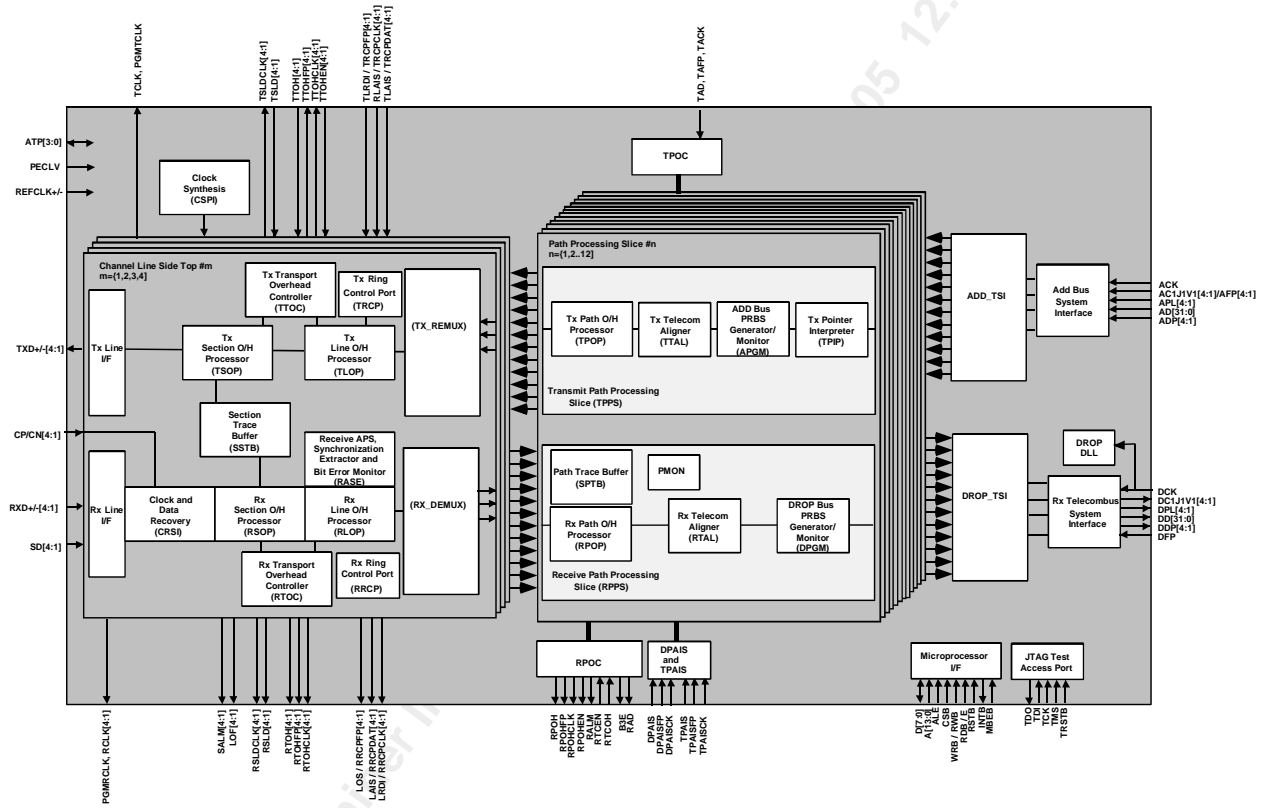 TCLK, PGMTCLK
TSLDCLK[4:1]
TSLD[4:1]
TTOH[4:1]
TTOHFP[4:1]
TTOHCLK[4:1]
TTOHEN[4:1]
TLRDI / TRCPFP[4:1]
RLAIS / TRCPCLK[4:1]
TLAIS / TRCPDAT[4:1]
TAD, TAFP, TACK
05 12:
ATP[3:0]
PECLV
REFCLK+/-
Clock
Synthesis
(CSPI)
TPOC
Channel Line Side Top #m
m={1,2,3,4]
Tx Transport
Overhead
Controller
(TTOC)
Tx Ring
Control Port
(TRCP)
(TX_REMUX)
Tx Line
I/F
Tx
Section O/H
Processor
(TSOP)
Tx
Line O/H
Processor
(TLOP)
TXD+/-[4:1]
Section
Trace
Buffer
(SSTB)
Receive APS,
Synchronization
Extractor and
Bit Error Monitor
(RASE)
CP/CN[4:1]
RXD+/-[4:1]
SD[4:1]
Rx Line
I/F
Clock and
Data
Recovery
(CRSI)
Rx
Section O/H
Processor
(RSOP)
Rx
Line O/H
Processor
(RLOP)
(RX_DEMUX)
Rx Transport
Overhead
Controller
(RTOC)
Rx Ring
Control Port
(RRCP)
Path Processing Slice #n
n={1,2..12]
Tx Path O/H
Processor
(TPOP)
Tx Telecom
Aligner
(TTAL)
ADD Bus
PRBS
Generator/
Monitor
(APGM)
Tx Pointer
Interpreter
(TPIP)
Transmit Path Processing
Slice (TPPS)
Path Trace Buffer
(SPTB)
PMON
Rx Path O/H
Processor
(RPOP)
Rx Telecom
Aligner
(RTAL)
DROP Bus
PRBS
Generator/
Monitor
(DPGM)
Receive Path Processing
Slice (RPPS)
ADD_TSI
Add Bus
System
Interface
ACK
AC1J1V1[4:1]/AFP[4:1]
APL[4:1]
AD[31:0]
ADP[4:1]
DROP_TSI
DROP
DLL
Rx Telecombus
System
Interface
DCK
DC1J1V1[4:1]
DPL[4:1]
DD[31:0]
DDP[4:1]
DFP
RPOC
DPAIS
and
TPAIS
Microprocessor
I/F
JTAG Test
Access Port
PGMRCLK, RCLK[4:1]
SALM[4:1]
LOF[4:1]
RSLDCLK[4:1]
RSLD[4:1]
RTOH[4:1]
RTOHFP[4:1]
RTOHCLK[4:1]
LOS / RRCPFP[4:1]
LAIS / RRCPDAT[4:1]
LRDI / RRCPCLK[4:1]
RPOH
RPOHFP
RPOHCLK
RPOHEN
RALM
RTCEN
RTCOH
B3E
RAD
DPAIS
DPAISFP
DPAISCK
TPAIS
TPAISFP
TPAISCK
D[7:0]
A[13:0]
ALE
CSB
WRB / RWB
RDB / E
RSTB
INTB
MBEB
TDO
TDI
TCK
TMS
TRSTB